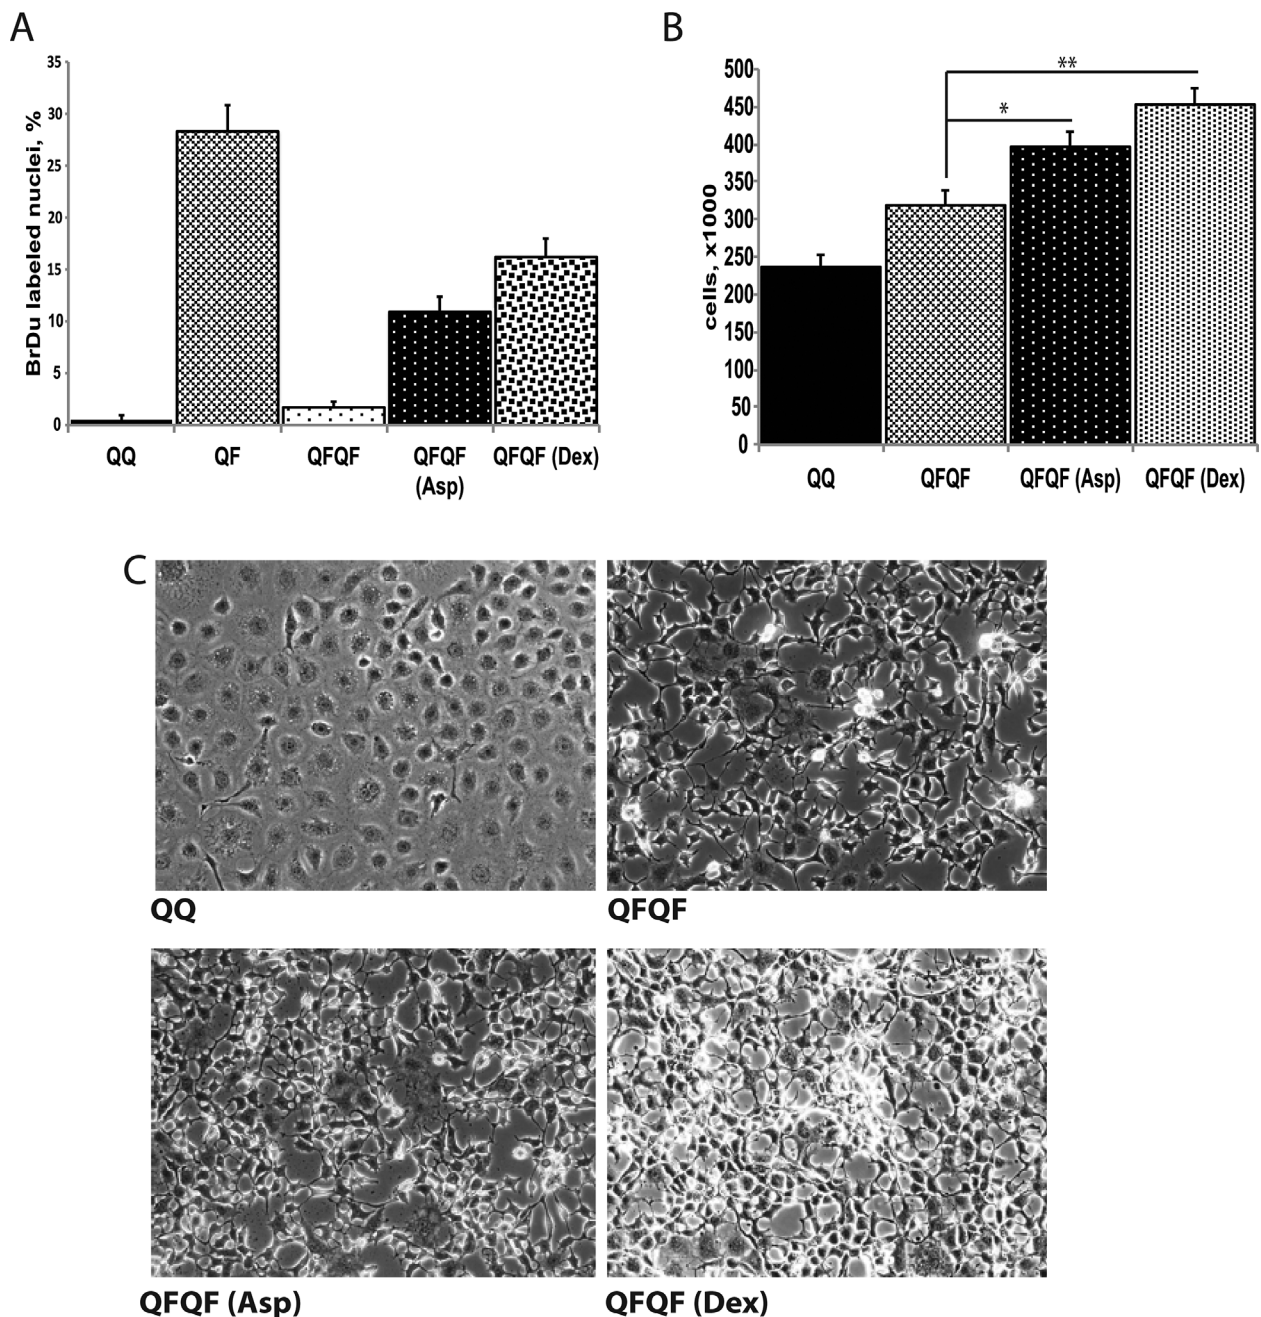 A
B
35
30
25
20
15
10
5
0
BrDu labeled nuclei, %
QQ
QF
QFQF
QFQF
(Asp)
QFQF (Dex)
500
450
400
350
300
250
200
150
100
50
0
cells, x1000
**
*
QQ
QFQF
QFQF (Asp)
QFQF (Dex)
C
QQ
QFQF
QFQF (Asp)
QFQF (Dex)